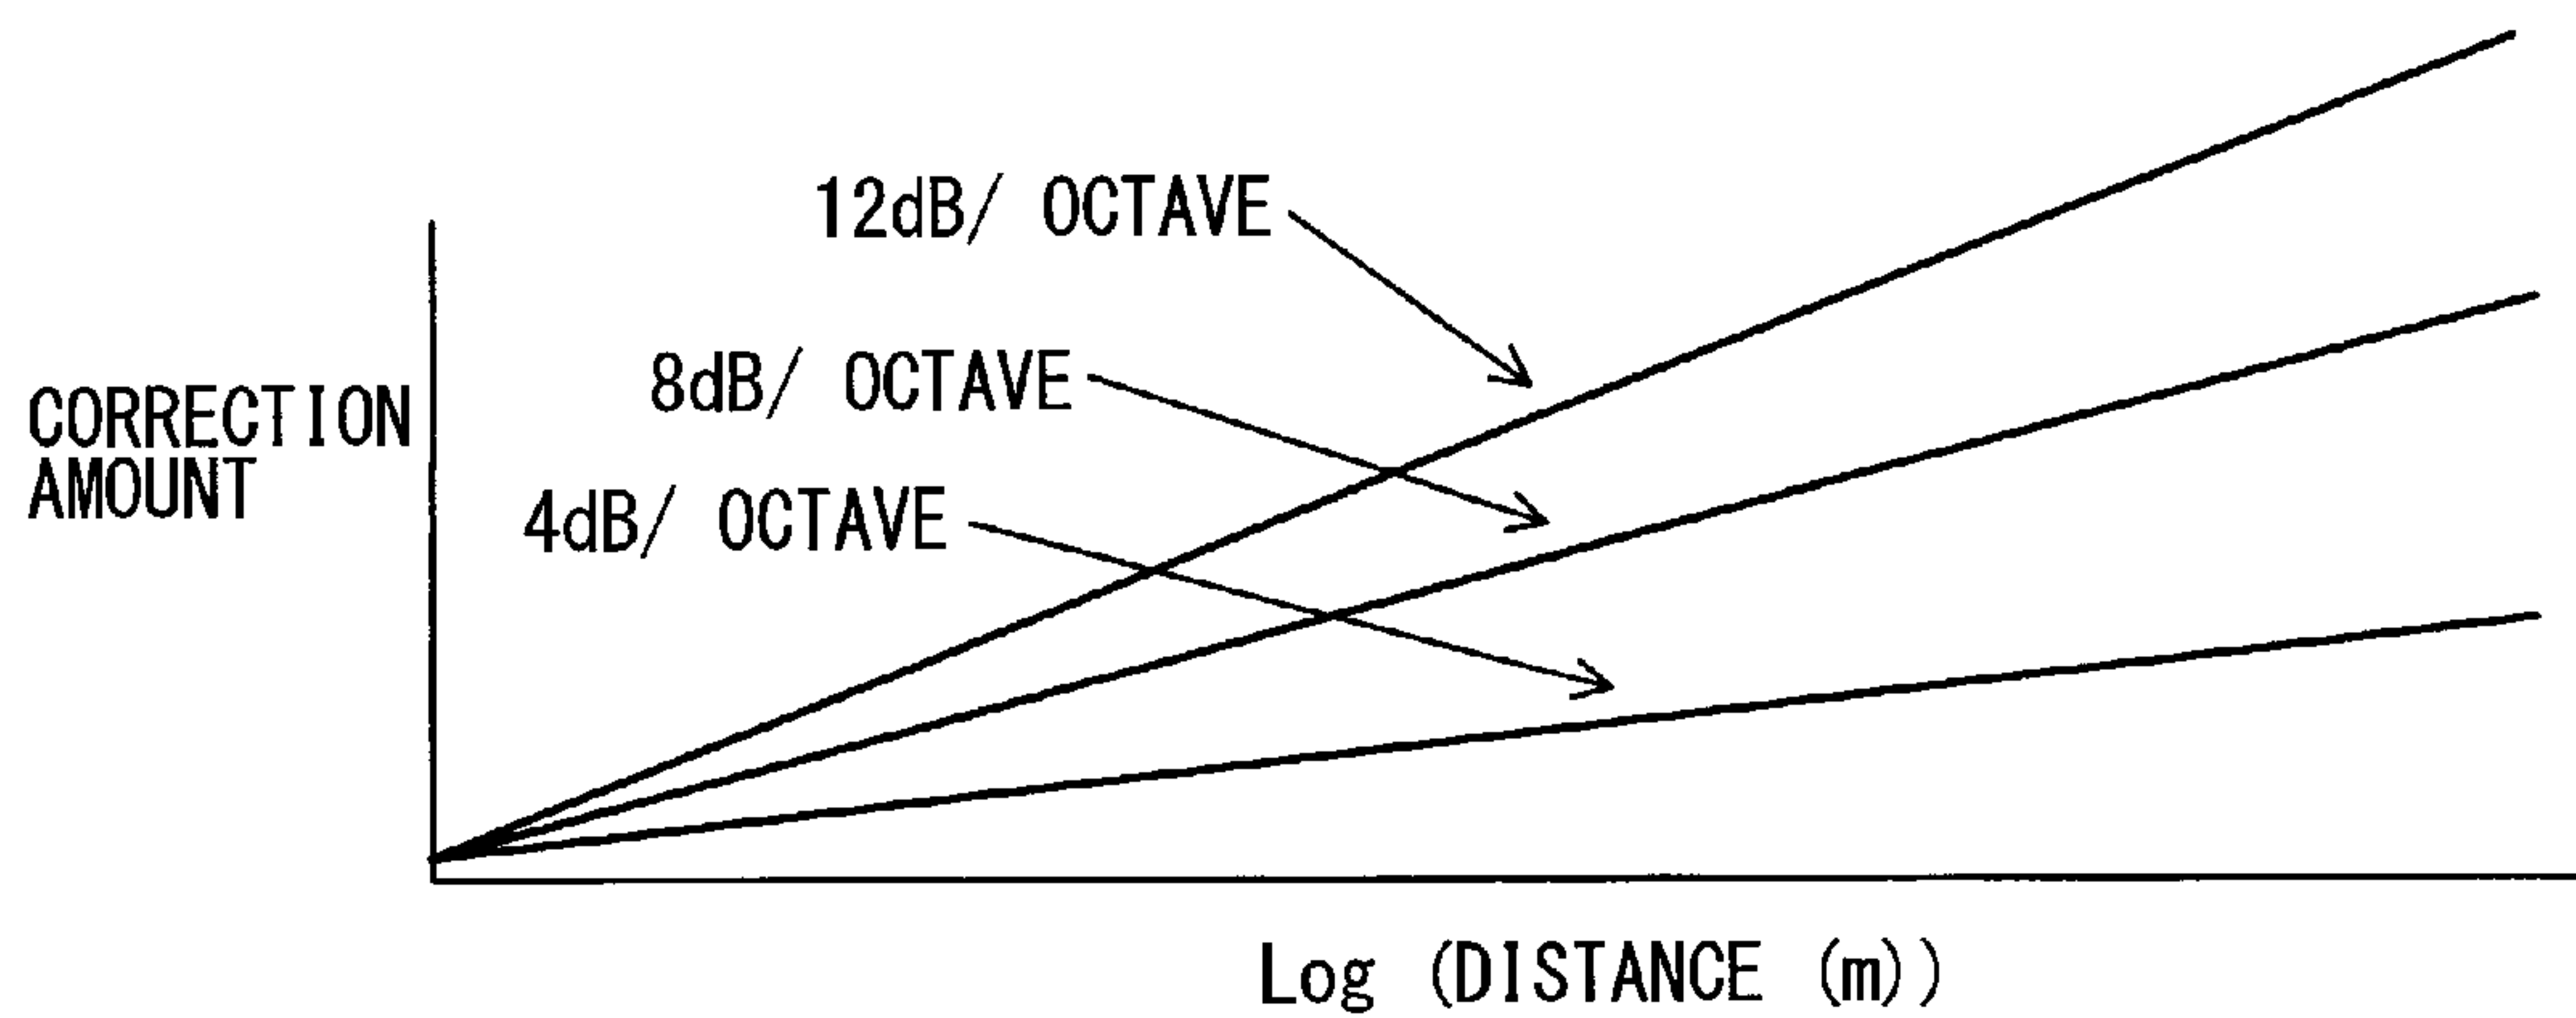 12dB/ OCTAVE
8dB/ OCTAVE
CORRECTION
AMOUNT
4dB/ OCTAVE
Log (DISTANCE (m))